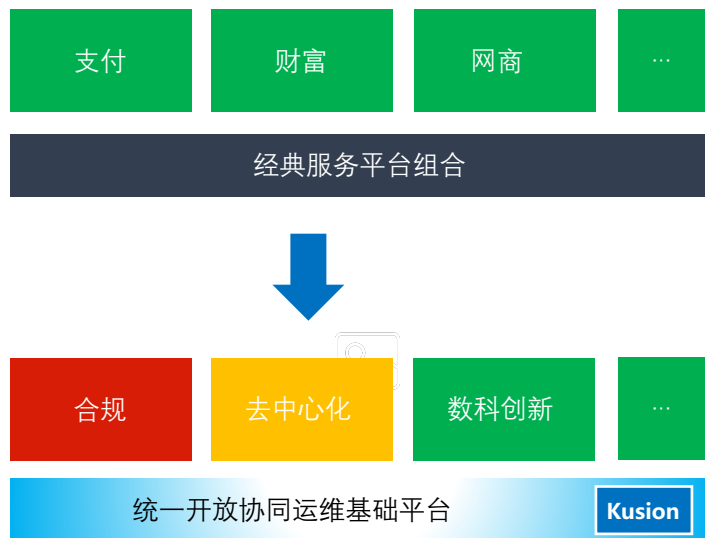 支付
财富
网商
...
经典服务平台组合
合规
去中心化
数科创新
...
统一开放协同运维基础平台
Kusion